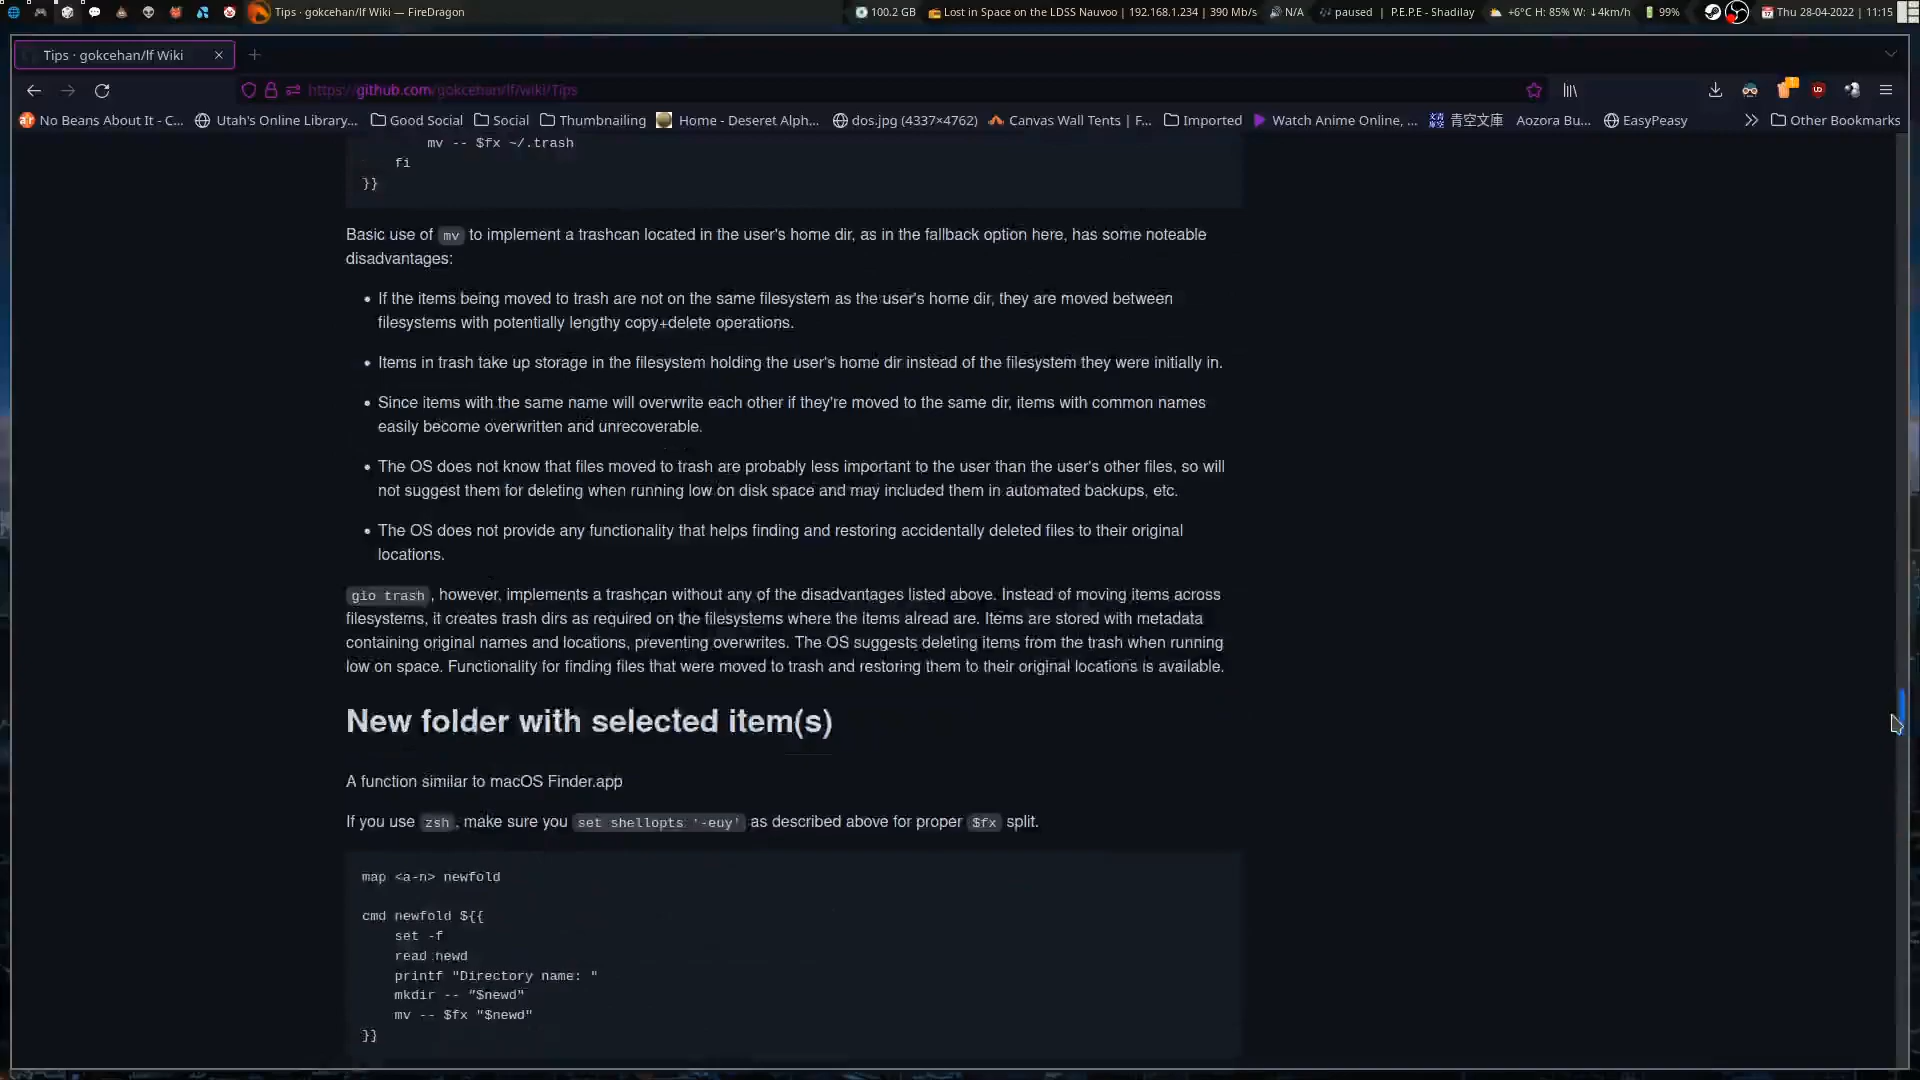 Tips · gokcehan/lf Wiki — FireDragon
100.2 GB
Lost in Space on the LDSS Nauvoo | 192.168.1.234 | 390 Mb/s
N/A
paused | P.E.P.E - Shadilay
+6°C H: 85% W: ↓4km/h
99%
Thu 28-04-2022 | 11:15
Tips · gokcehan/lf Wiki
https://github.com/gokcehan/lf/wiki/Tips
No Beans About It - C...
Utah's Online Library...
Good Social
Social
Thumbnailing
Home - Deseret Alph...
dos.jpg (4337×4762)
Canvas Wall Tents | F...
Imported
Watch Anime Online, ...
青空文庫 Aozora Bu...
EasyPeasy
Other Bookmarks
mv -- $fx ~/.trash
fi
}}
Basic use of mv to implement a trashcan located in the user's home dir, as in the fallback option here, has some noteable
disadvantages:
• If the items being moved to trash are not on the same filesystem as the user's home dir, they are moved between
filesystems with potentially lengthy copy+delete operations.
• Items in trash take up storage in the filesystem holding the user's home dir instead of the filesystem they were initially in.
• Since items with the same name will overwrite each other if they're moved to the same dir, items with common names
easily become overwritten and unrecoverable.
• The OS does not know that files moved to trash are probably less important to the user than the user's other files, so will
not suggest them for deleting when running low on disk space and may included them in automated backups, etc.
• The OS does not provide any functionality that helps finding and restoring accidentally deleted files to their original
locations.
gio trash, however, implements a trashcan without any of the disadvantages listed above. Instead of moving items across
filesystems, it creates trash dirs as required on the filesystems where the items alread are. Items are stored with metadata
containing original names and locations, preventing overwrites. The OS suggests deleting items from the trash when running
low on space. Functionality for finding files that were moved to trash and restoring them to their original locations is available.
New folder with selected item(s)
A function similar to macOS Finder.app
If you use zsh, make sure you set shellopts '-euy' as described above for proper $fx split.
map <a-n> newfold
cmd newfold ${{
set -f
read newd
printf "Directory name: "
mkdir -- "$newd"
mv -- $fx "$newd"
}}